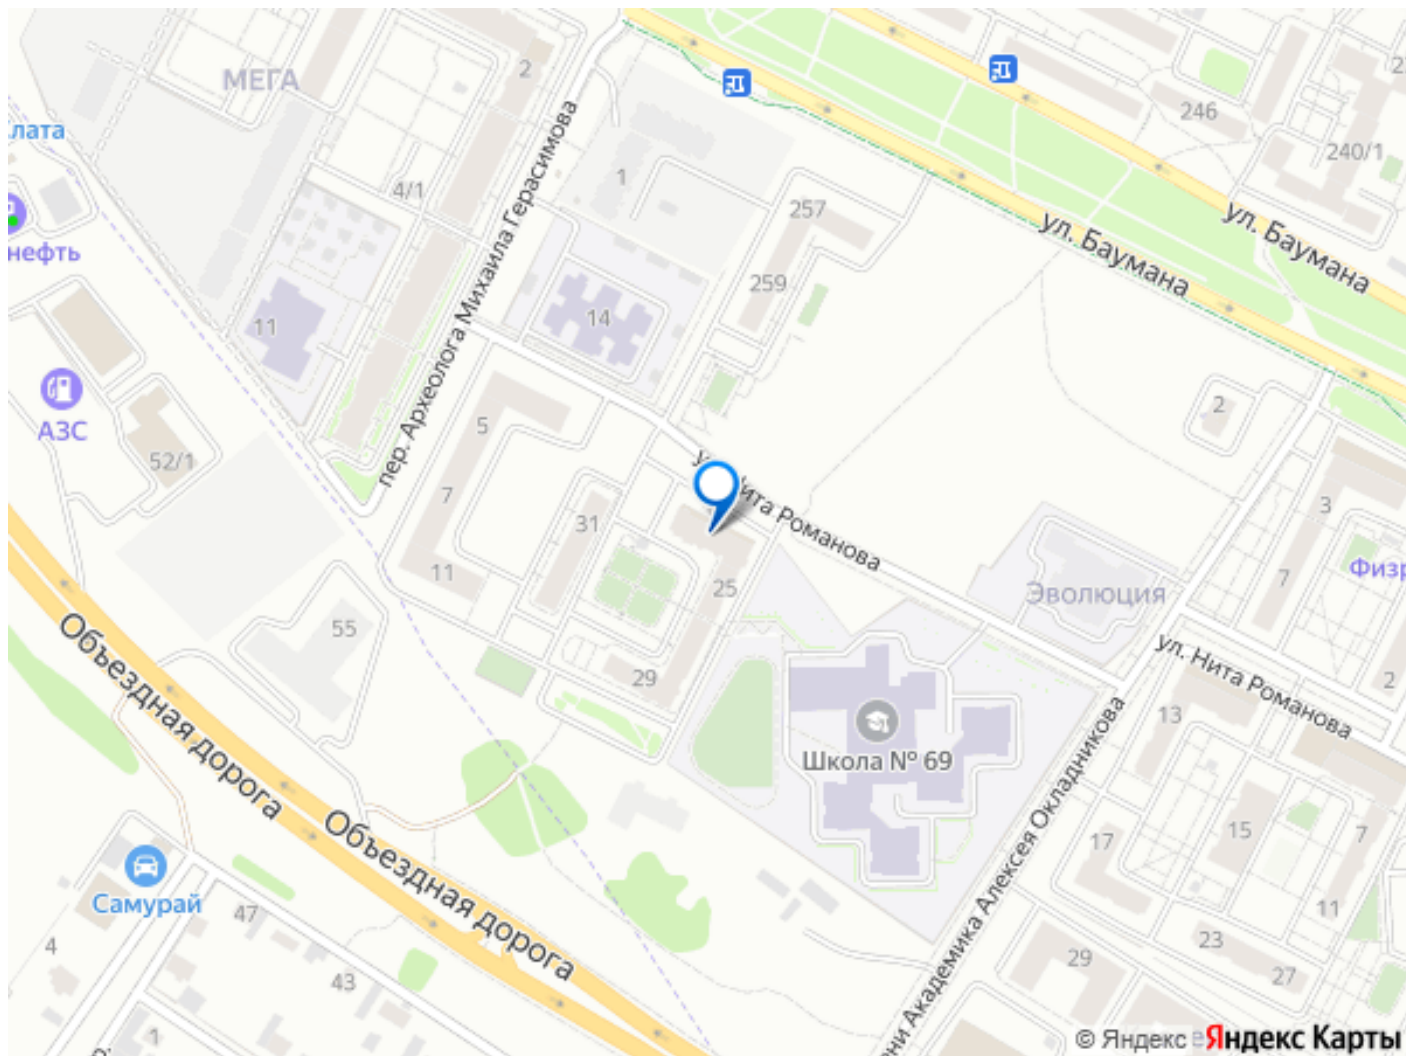 МЕГА
2
246
240/1
лата
4/1
1
257
ул. Баумана
ул. Баумана
нефть
пер. Археолога Михаила Герасимова
259
11
14
АЗС
5
2
52/1
7
31
ита Романова
3
11
25
7
Эволюция
Физр
Объездная дорога
55
29
ул. Нита Романова
2
13
Школа № 69
Объездная дорога
17
15
7
Самурай
47
11
4
43
29
23
27
ни Академика Алексея Окладникова
1
© Яндекс Яндекс Карты